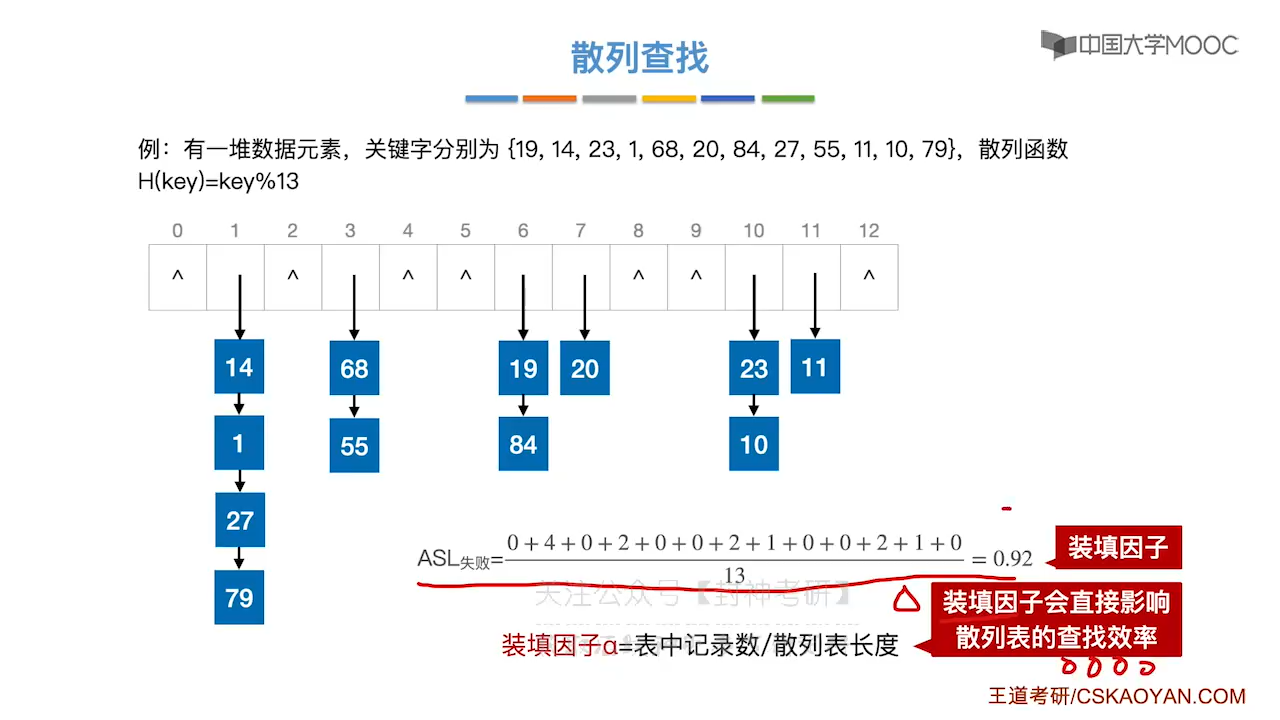 中国大学MOOC
散列查找
例：有一堆数据元素，关键字分别为 {19, 14, 23, 1, 68, 20, 84, 27, 55, 11, 10, 79}，散列函数
H(key)=key%13
0 1 2 3 4 5 6 7 8 9 10 11 12
^ ^ ^ ^ ^ ^ ^
14 68 19 20 23 11
1 55 84 10
27
79
ASL失败=
0 + 4 + 0 + 2 + 0 + 0 + 2 + 1 + 0 + 0 + 2 + 1 + 0
13
= 0.92
装填因子
关注公众号【封神考研】
装填因子会直接影响
散列表的查找效率
装填因子α=表中记录数/散列表长度
王道考研/CSKAOYAN.COM